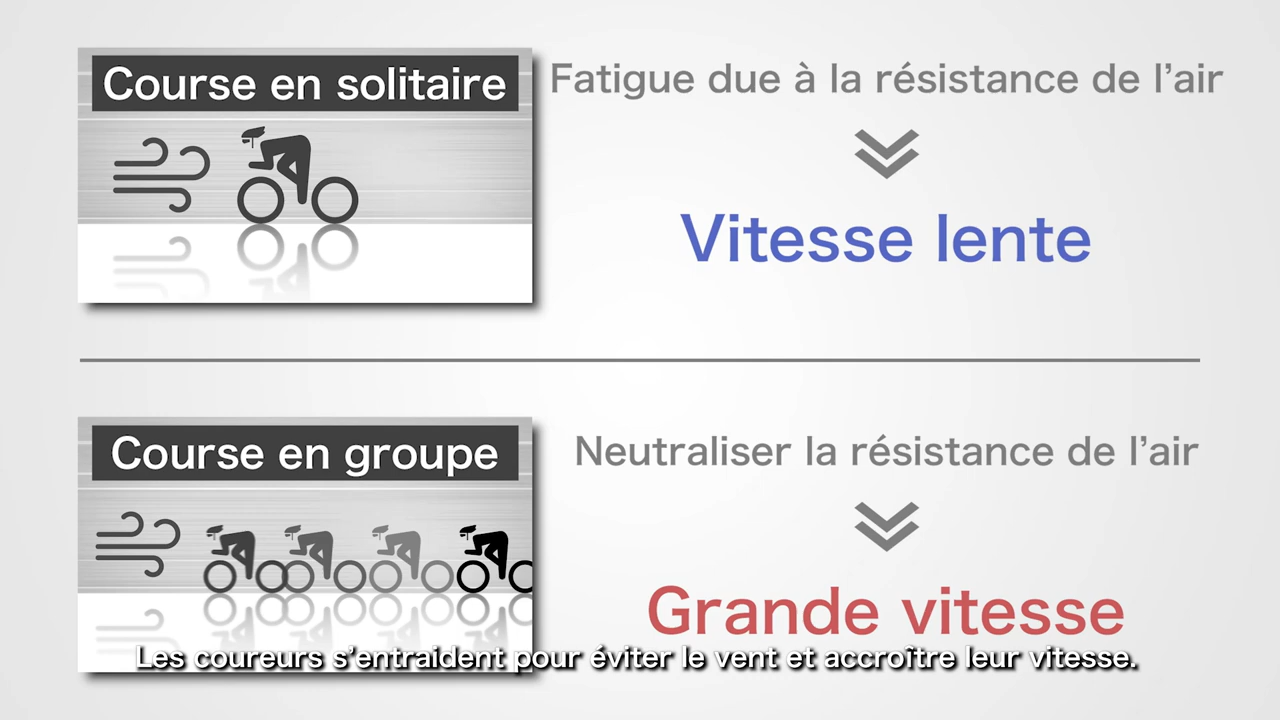 Course en solitaire
Fatigue due à la résistance de l’air
Vitesse lente
Course en groupe
Neutraliser la résistance de l’air
Grande vitesse
Les coureurs s’entraident pour éviter le vent et accroître leur vitesse.